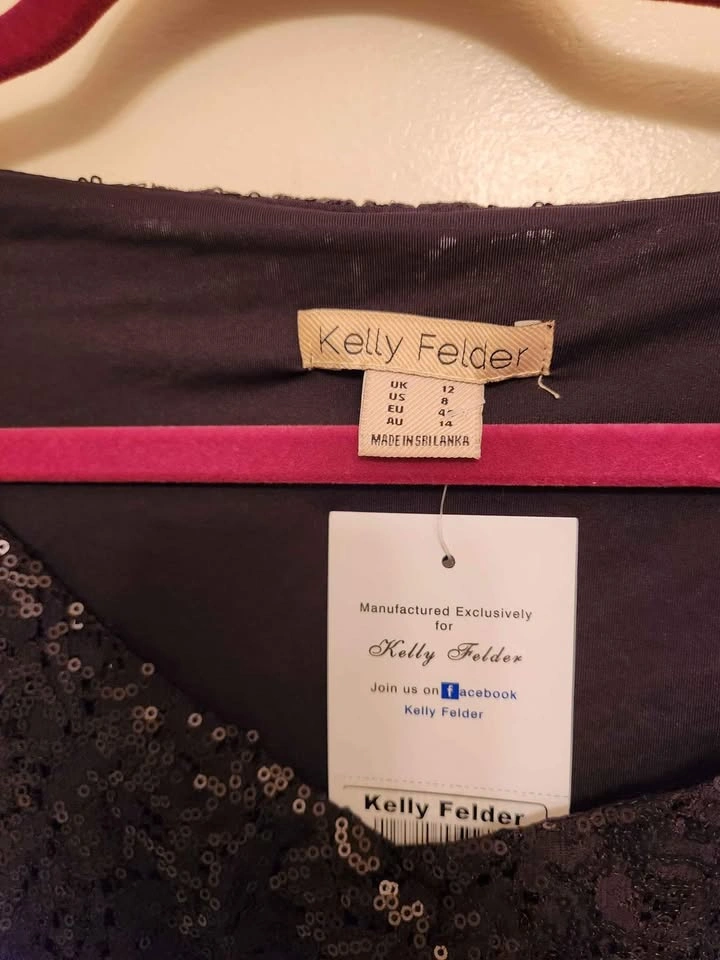 Kelly Felder
UK 12
US 8
EU
AU 14
MADE IN SRI LANKA
Manufactured Exclusively
for
Kelly Felder
Join us on facebook
Kelly Felder
Kelly Felder